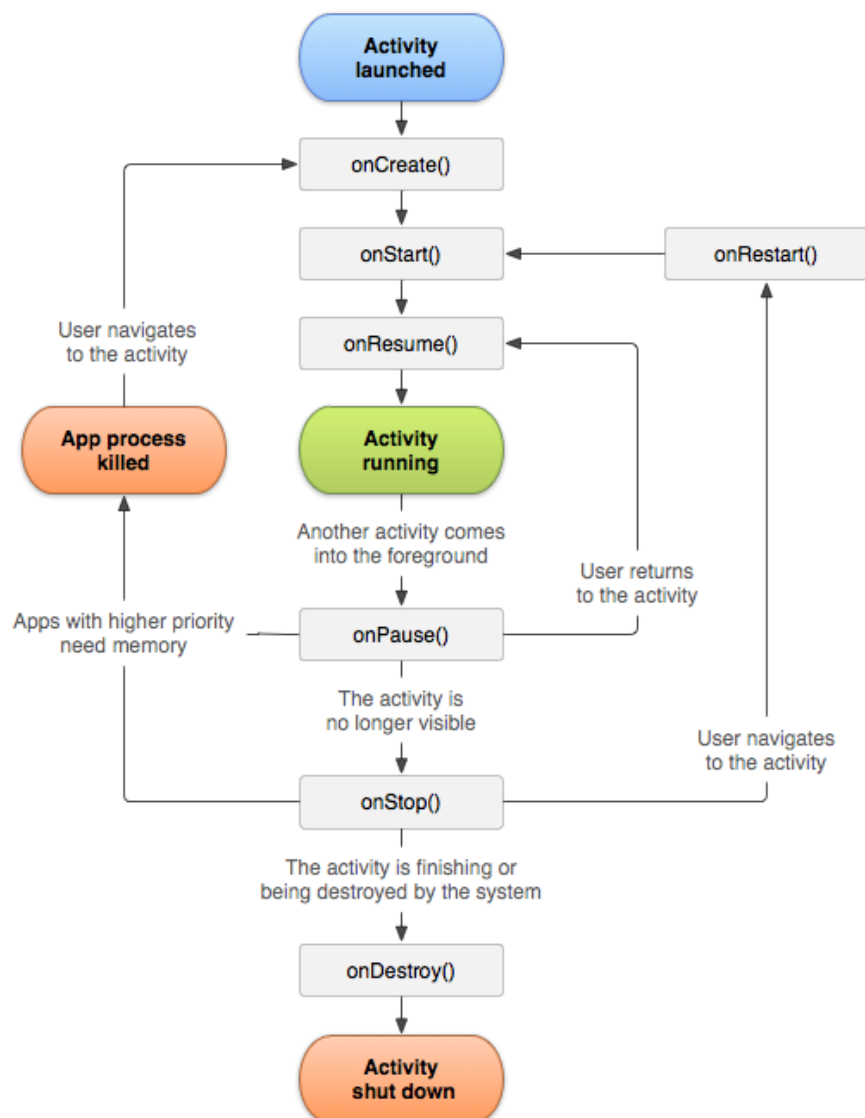 Activity
launched
onCreate()
onStart()
onRestart()
User navigates
to the activity
onResume()
App process
killed
Activity
running
Another activity comes
into the foreground
User returns
to the activity
Apps with higher priority
need memory
onPause()
The activity is
no longer visible
User navigates
to the activity
onStop()
The activity is finishing or
being destroyed by the system
onDestroy()
Activity
shut down